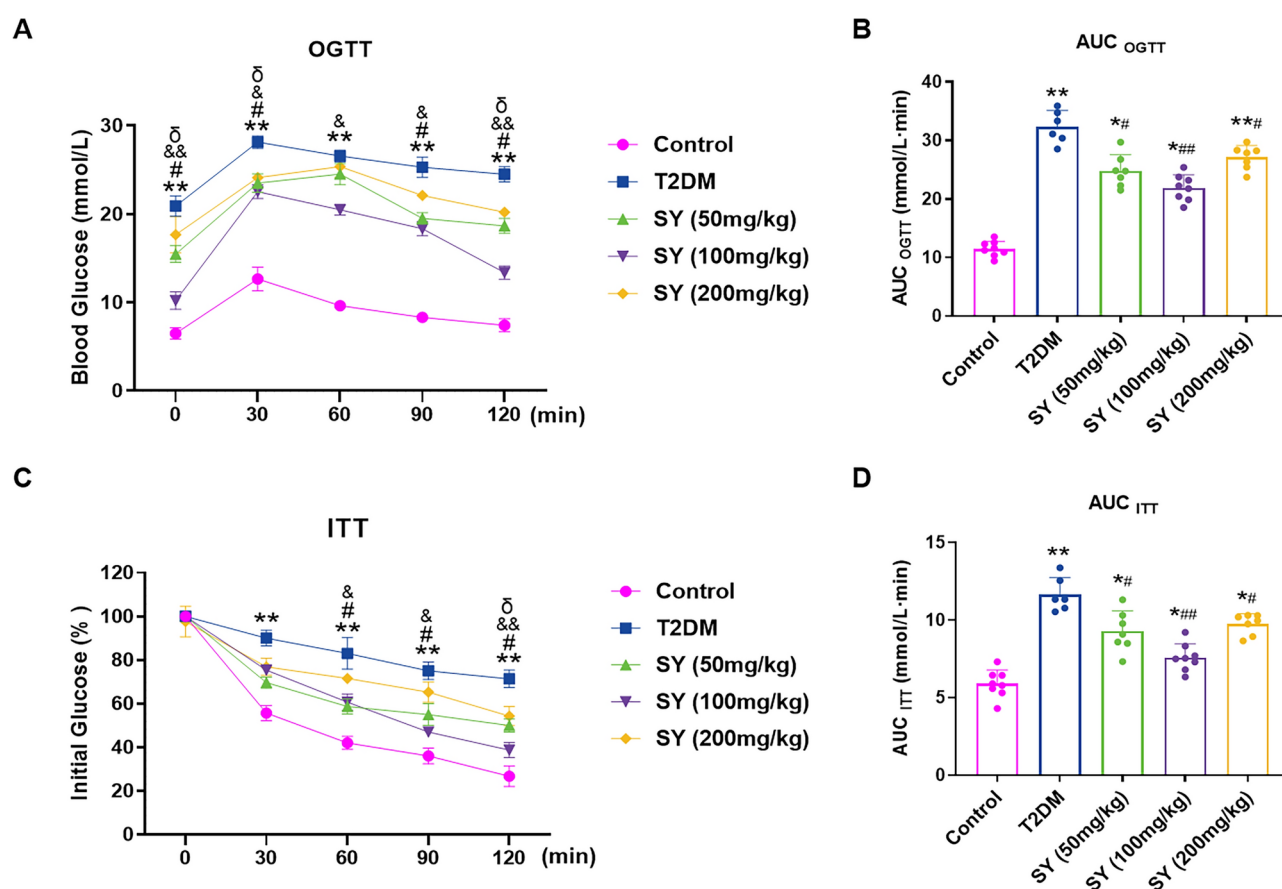 A
OGTT
Blood Glucose (mmol/L)
30
20
10
0
δ
&&
#
**
δ
&
#
**
&
**
&
#
**
δ
&&
#
**
0 30 60 90 120 (min)
Control
T2DM
SY (50mg/kg)
SY (100mg/kg)
SY (200mg/kg)
B
AUC OGTT
AUC OGTT (mmol/L·min)
40
30
20
10
0
**
*#
*##
**#
Control
T2DM
SY (50mg/kg)
SY (100mg/kg)
SY (200mg/kg)
C
ITT
Initial Glucose (% )
120
100
80
60
40
20
0
**
&
#
**
&
#
**
δ
&&
#
**
0 30 60 90 120 (min)
Control
T2DM
SY (50mg/kg)
SY (100mg/kg)
SY (200mg/kg)
D
AUC ITT
AUC ITT (mmol/L·min)
15
10
5
0
**
*#
*##
*#
Control
T2DM
SY (50mg/kg)
SY (100mg/kg)
SY (200mg/kg)